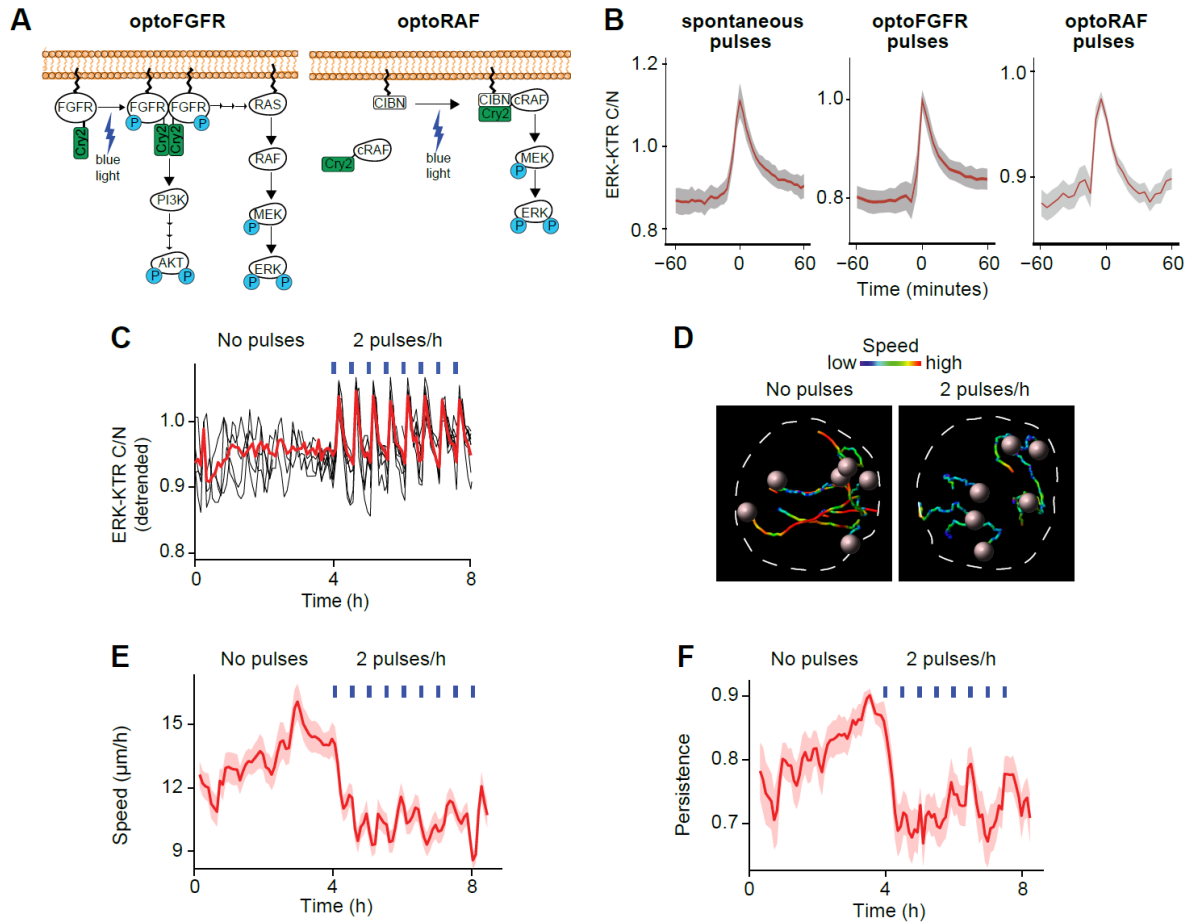 A
optoFGFR
optoRAF
FGFR
FGFR
FGFR
RAS
P
P
Cry2
Cry2
Cry2
blue
light
RAF
PI3K
MEK
P
AKT
P
P
ERK
P
P
CIBN
CIBN
cRAF
Cry2
Cry2
cRAF
blue
light
MEK
P
ERK
P
P
B
spontaneous
pulses
optoFGFR
pulses
optoRAF
pulses
ERK-KTR C/N
1.2
1.0
0.8
1.0
0.8
1.0
0.9
−60
0
60
−60
0
60
−60
0
60
Time (minutes)
C
No pulses
2 pulses/h
ERK-KTR C/N
(detrended)
1.0
0.9
0.8
0
4
8
Time (h)
D
Speed
low
high
No pulses
2 pulses/h
E
No pulses
2 pulses/h
Speed (μm/h)
15
12
9
0
4
8
Time (h)
F
No pulses
2 pulses/h
Persistence
0.9
0.8
0.7
0
4
8
Time (h)